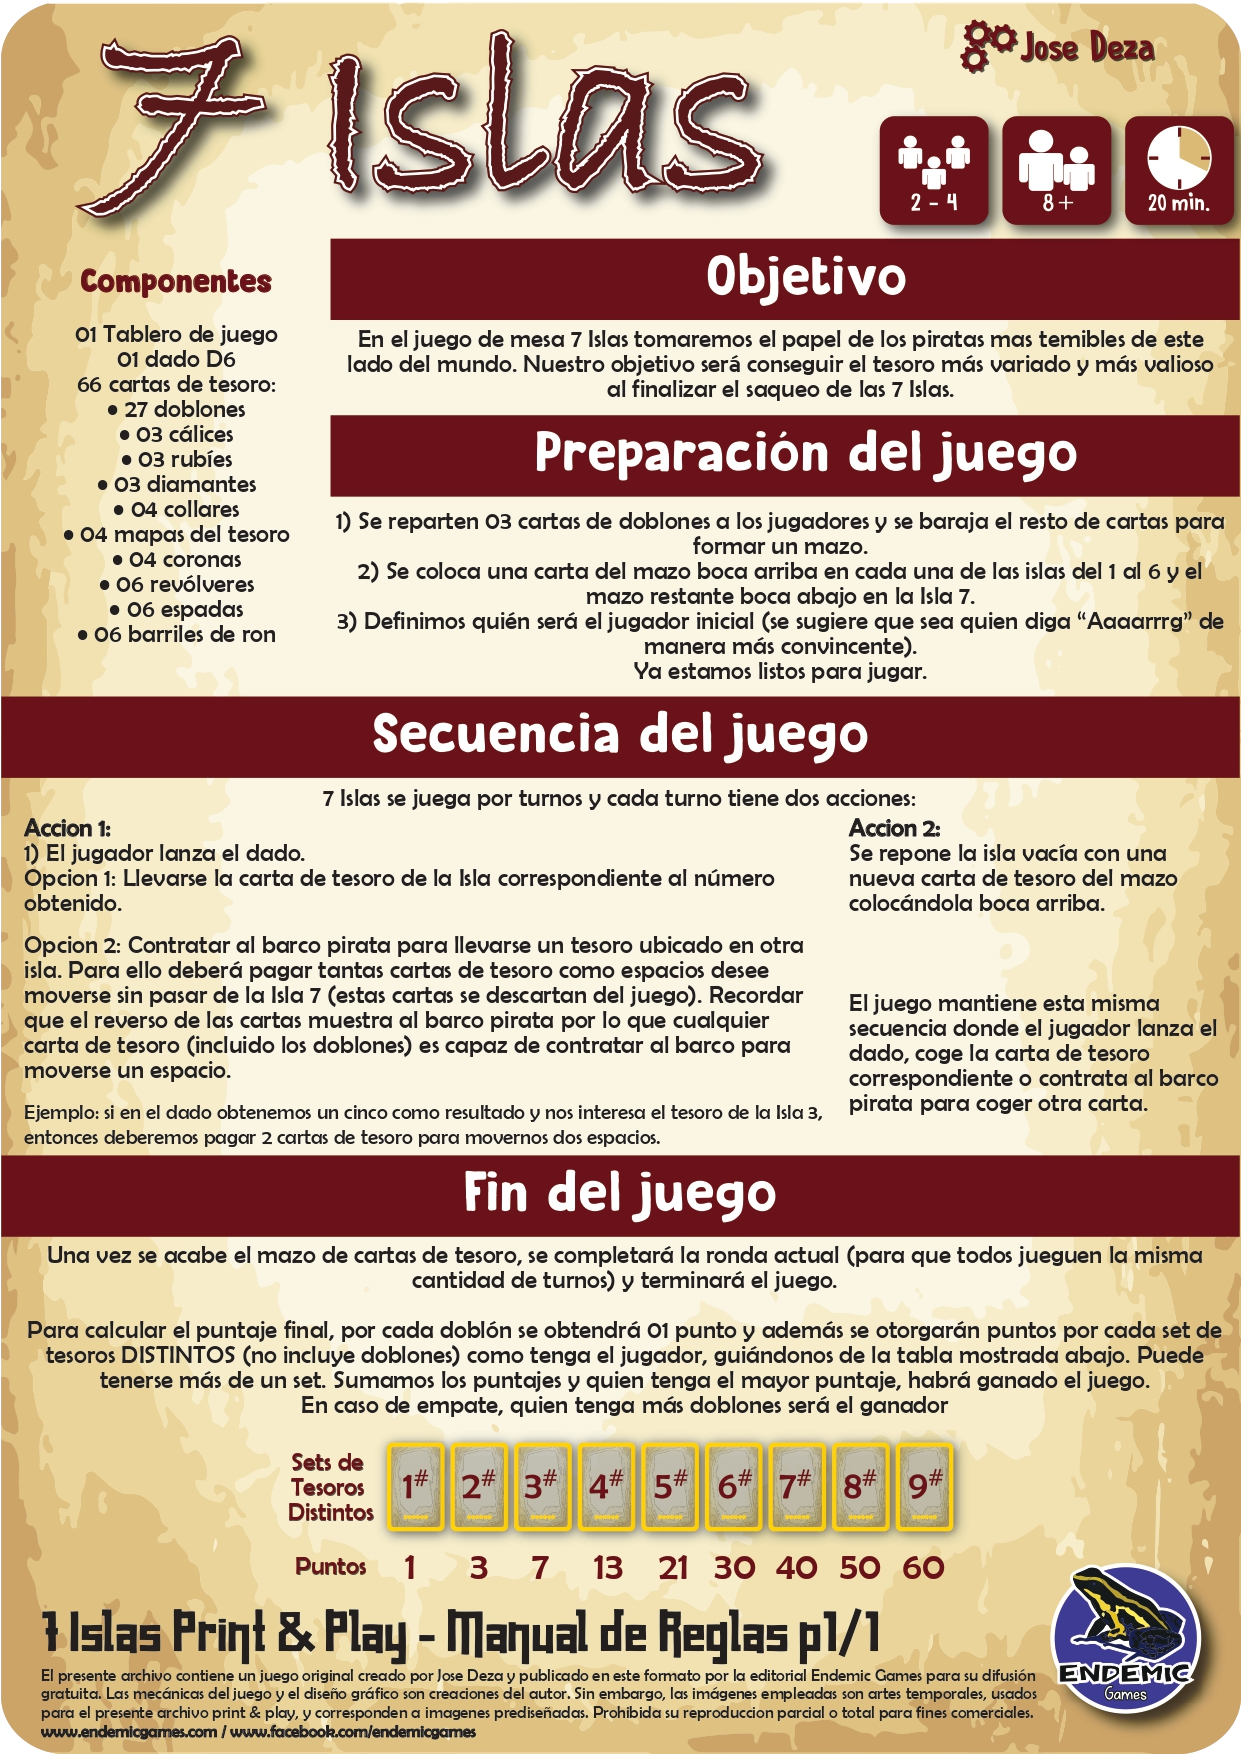 7 Islas
Jose Deza
2 - 4
8+
20 min.
Componentes
01 Tablero de juego
01 dado D6
66 cartas de tesoro:
• 27 doblones
• 03 cálices
• 03 rubíes
• 03 diamantes
• 04 collares
• 04 mapas del tesoro
• 04 coronas
• 06 revólveres
• 06 espadas
• 06 barriles de ron
Objetivo
En el juego de mesa 7 Islas tomaremos el papel de los piratas mas temibles de este
lado del mundo. Nuestro objetivo será conseguir el tesoro más variado y más valioso
al finalizar el saqueo de las 7 Islas.
Preparación del juego
1) Se reparten 03 cartas de doblones a los jugadores y se baraja el resto de cartas para
formar un mazo.
2) Se coloca una carta del mazo boca arriba en cada una de las islas del 1 al 6 y el
mazo restante boca abajo en la Isla 7.
3) Definimos quién será el jugador inicial (se sugiere que sea quien diga “Aaaarrrg” de
manera más convincente).
Ya estamos listos para jugar.
Secuencia del juego
7 Islas se juega por turnos y cada turno tiene dos acciones:
Accion 1:
1) El jugador lanza el dado.
Opcion 1: Llevarse la carta de tesoro de la Isla correspondiente al número
obtenido.
Opcion 2: Contratar al barco pirata para llevarse un tesoro ubicado en otra
isla. Para ello deberá pagar tantas cartas de tesoro como espacios desee
moverse sin pasar de la Isla 7 (estas cartas se descartan del juego). Recordar
que el reverso de las cartas muestra al barco pirata por lo que cualquier
carta de tesoro (incluido los doblones) es capaz de contratar al barco para
moverse un espacio.
Ejemplo: si en el dado obtenemos un cinco como resultado y nos interesa el tesoro de la Isla 3,
entonces deberemos pagar 2 cartas de tesoro para movernos dos espacios.
Accion 2:
Se repone la isla vacía con una
nueva carta de tesoro del mazo
colocándola boca arriba.
El juego mantiene esta misma
secuencia donde el jugador lanza el
dado, coge la carta de tesoro
correspondiente o contrata al barco
pirata para coger otra carta.
Fin del juego
Una vez se acabe el mazo de cartas de tesoro, se completará la ronda actual (para que todos jueguen la misma
cantidad de turnos) y terminará el juego.
Para calcular el puntaje final, por cada doblón se obtendrá 01 punto y además se otorgarán puntos por cada set de
tesoros DISTINTOS (no incluye doblones) como tenga el jugador, guiándonos de la tabla mostrada abajo. Puede
tenerse más de un set. Sumamos los puntajes y quien tenga el mayor puntaje, habrá ganado el juego.
En caso de empate, quien tenga más doblones será el ganador
Sets de
Tesoros
Distintos
1# 2# 3# 4# 5# 6# 7# 8# 9#
Puntos 1 3 7 13 21 30 40 50 60
7 Islas Print & Play - Manual de Reglas p1/1
El presente archivo contiene un juego original creado por Jose Deza y publicado en este formato por la editorial Endemic Games para su difusión
gratuita. Las mecánicas del juego y el diseño gráfico son creaciones del autor. Sin embargo, las imágenes empleadas son artes temporales, usados
para el presente archivo print & play, y corresponden a imagenes prediseñadas. Prohibida su reproduccion parcial o total para fines comerciales.
www.endemicgames.com / www.facebook.com/endemicgames
ENDEMIC
Games